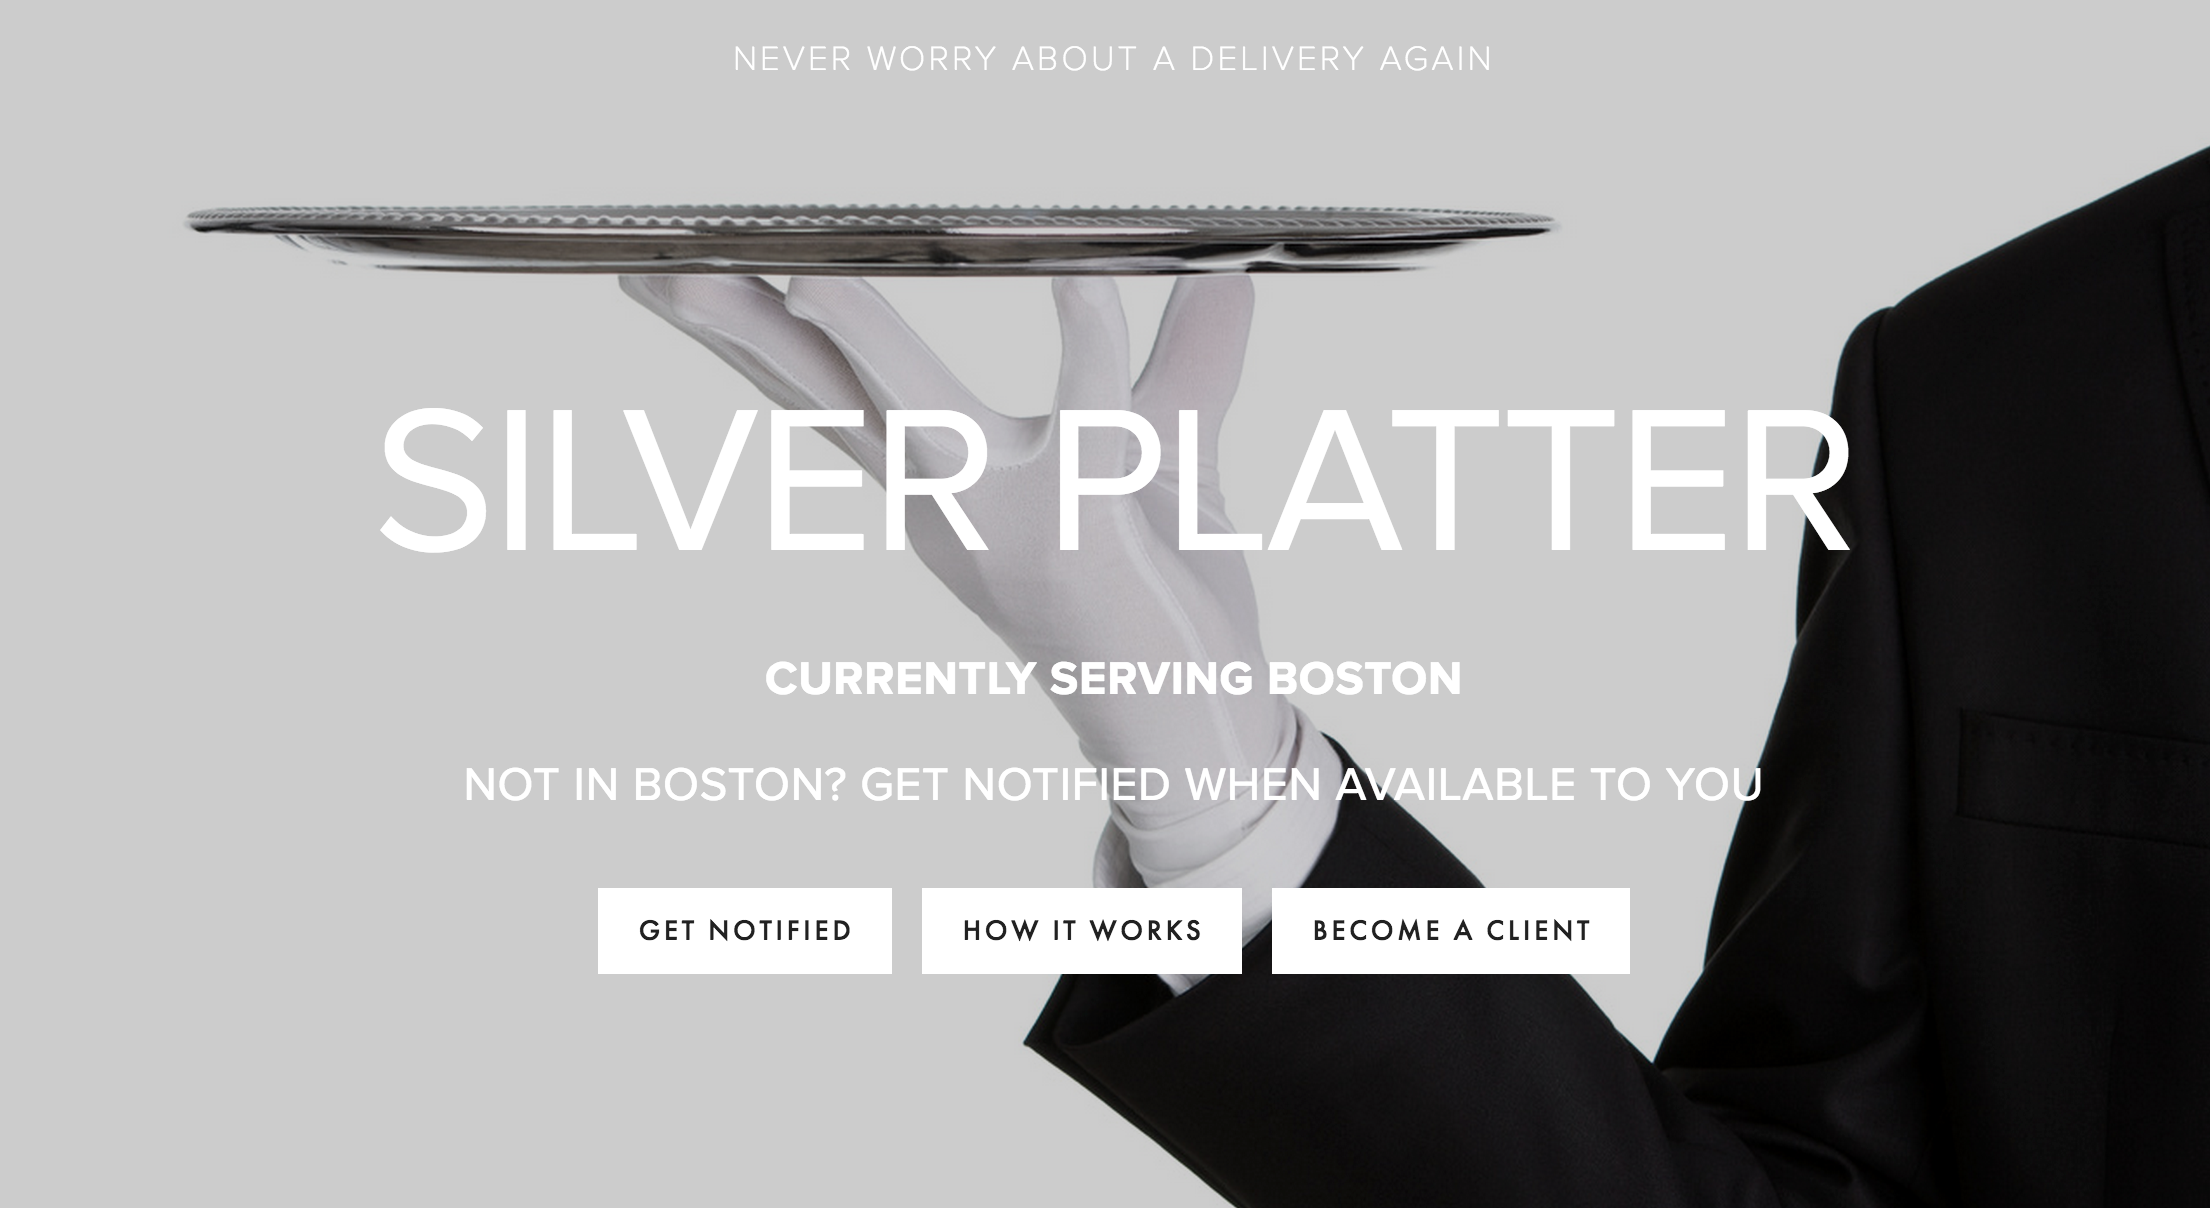 NEVER WORRY ABOUT A DELIVERY AGAIN
SILVER PLATTER
CURRENTLY SERVING BOSTON
NOT IN BOSTON? GET NOTIFIED WHEN AVAILABLE TO YOU
GET NOTIFIED
HOW IT WORKS
BECOME A CLIENT